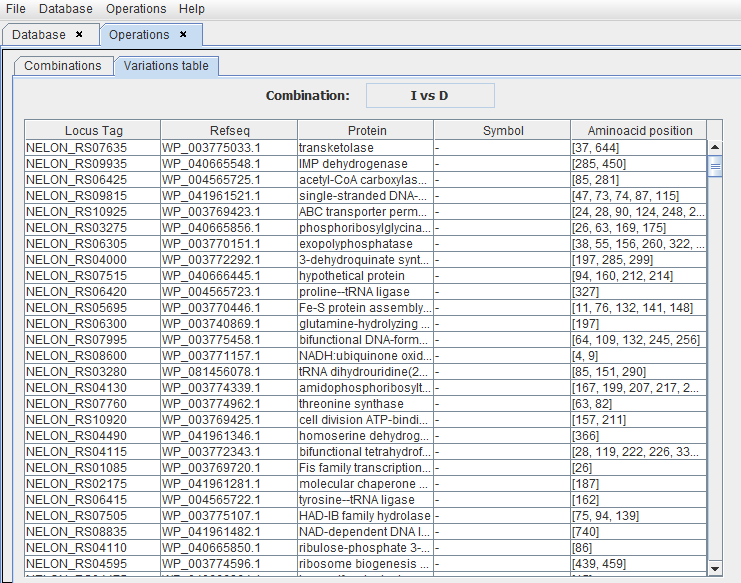 File Database Operations Help
Database × Operations ×
Combinations Variations table
Combination: I vs D
Locus Tag Refseq Protein Symbol Aminoacid position
NELON_RS07635 WP_003775033.1 transketolase - [37, 644]
NELON_RS09935 WP_040665548.1 IMP dehydrogenase - [285, 450]
NELON_RS06425 WP_004565725.1 acetyl-CoA carboxylas... - [85, 281]
NELON_RS09815 WP_041961521.1 single-stranded DNA-... - [47, 73, 74, 87, 115]
NELON_RS10925 WP_003769423.1 ABC transporter perm... - [24, 28, 90, 124, 248, 2...
NELON_RS03275 WP_040665856.1 phosphoribosylglycina... - [26, 63, 169, 175]
NELON_RS06305 WP_003770151.1 exopolyphosphatase - [38, 55, 156, 260, 322, ...
NELON_RS04000 WP_003772292.1 3-dehydroquinate synt... - [197, 285, 299]
NELON_RS07515 WP_040666445.1 hypothetical protein - [94, 160, 212, 214]
NELON_RS06420 WP_004565723.1 proline--tRNA ligase - [327]
NELON_RS05695 WP_003770446.1 Fe-S protein assembly... - [11, 76, 132, 141, 148]
NELON_RS06300 WP_003740869.1 glutamine-hydrolyzing ... - [197]
NELON_RS07995 WP_003775458.1 bifunctional DNA-form... - [64, 109, 132, 245, 256]
NELON_RS08600 WP_003771157.1 NADH:ubiquinone oxid... - [4, 9]
NELON_RS03280 WP_081456078.1 tRNA dihydrouridine(2... - [85, 151, 290]
NELON_RS04130 WP_003774339.1 amidophosphoribosylt... - [167, 199, 207, 217, 2...
NELON_RS07760 WP_003774962.1 threonine synthase - [63, 82]
NELON_RS10920 WP_003769425.1 cell division ATP-bindi... - [157, 211]
NELON_RS04490 WP_041961346.1 homoserine dehydrog... - [366]
NELON_RS04115 WP_003772343.1 bifunctional tetrahydrof... - [28, 119, 222, 226, 33...
NELON_RS01085 WP_003769720.1 Fis family transcription... - [26]
NELON_RS02175 WP_041961281.1 molecular chaperone ... - [187]
NELON_RS06415 WP_004565722.1 tyrosine--tRNA ligase - [162]
NELON_RS07505 WP_003775107.1 HAD-IB family hydrolase - [75, 94, 139]
NELON_RS08835 WP_041961482.1 NAD-dependent DNA l... - [740]
NELON_RS04110 WP_040665850.1 ribulose-phosphate 3-... - [86]
NELON_RS04595 WP_003774596.1 ribosome biogenesis ... - [439, 459]